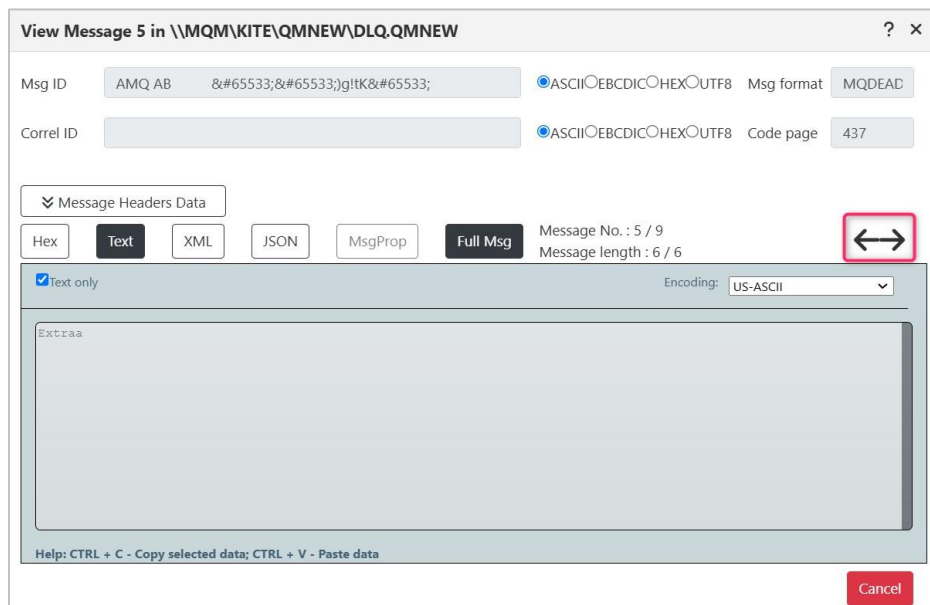 View Message 5 in \\MQM\KITE\QMNEW\DLQ.QMNEW ? ×
Msg ID AMQ AB &#65533;&#65533;)g!tK&#65533; ASCII EBCDIC HEX UTF8 Msg format MQDEAD
Correl ID ASCII EBCDIC HEX UTF8 Code page 437
Message Headers Data
Hex Text XML JSON MsgProp Full Msg Message No. : 5 / 9
Message length : 6 / 6
Text only Encoding: US-ASCII
Extraa
Help: CTRL + C - Copy selected data; CTRL + V - Paste data
Cancel